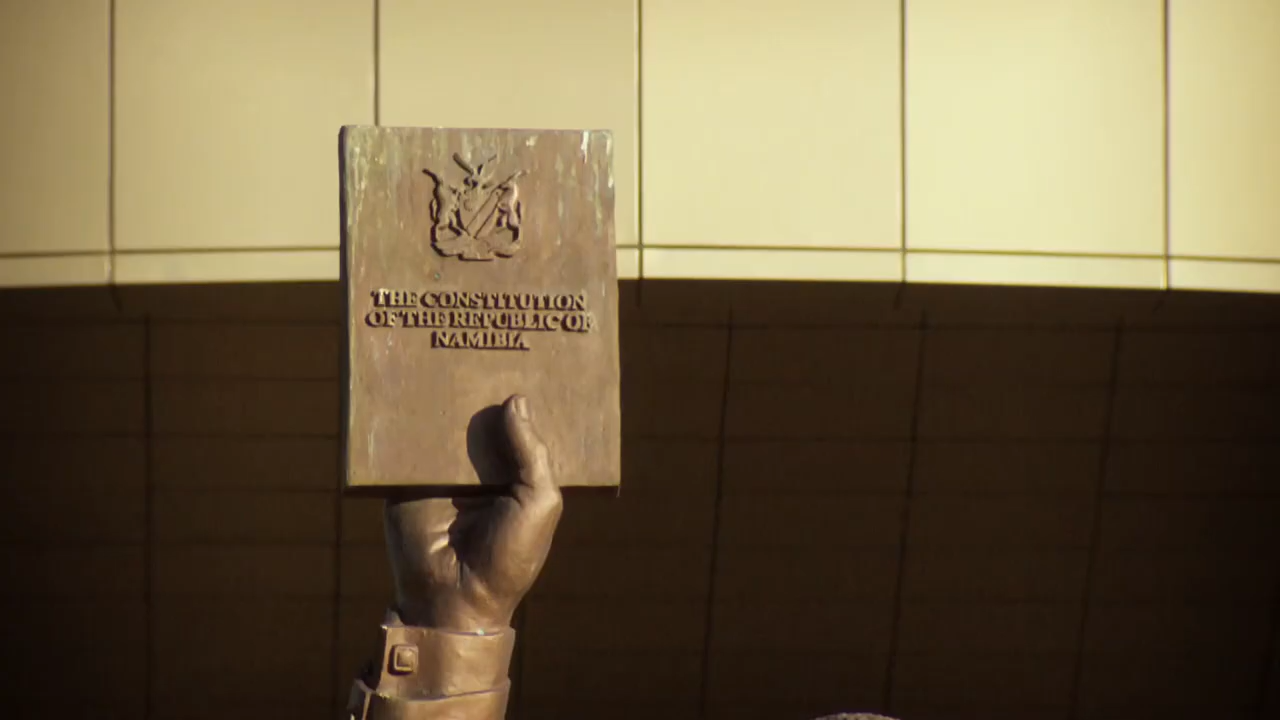 THE CONSTITUTION
OF THE REPUBLIC OF
NAMIBIA